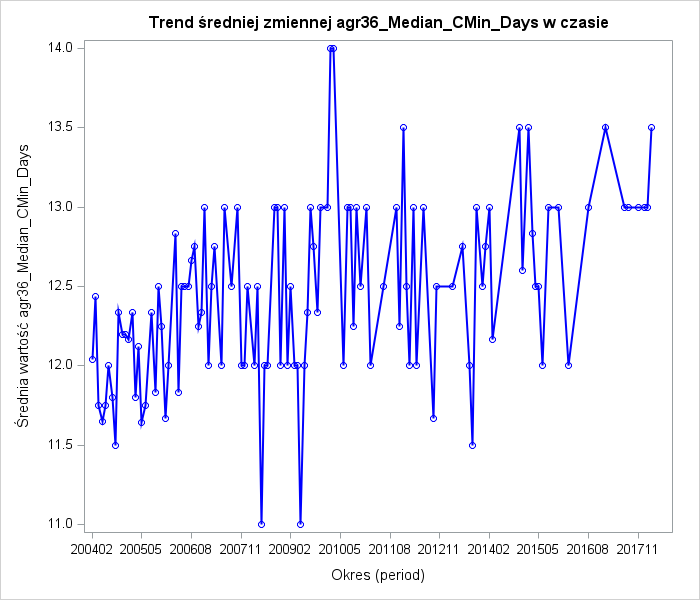 Trend średniej zmiennej agr36_Median_CMin_Days w czasie
14.0
13.5
13.0
12.5
12.0
11.5
11.0
Średnia wartość agr36_Median_CMin_Days
200402 200505 200608 200711 200902 201005 201108 201211 201402 201505 201608 201711
Okres (period)